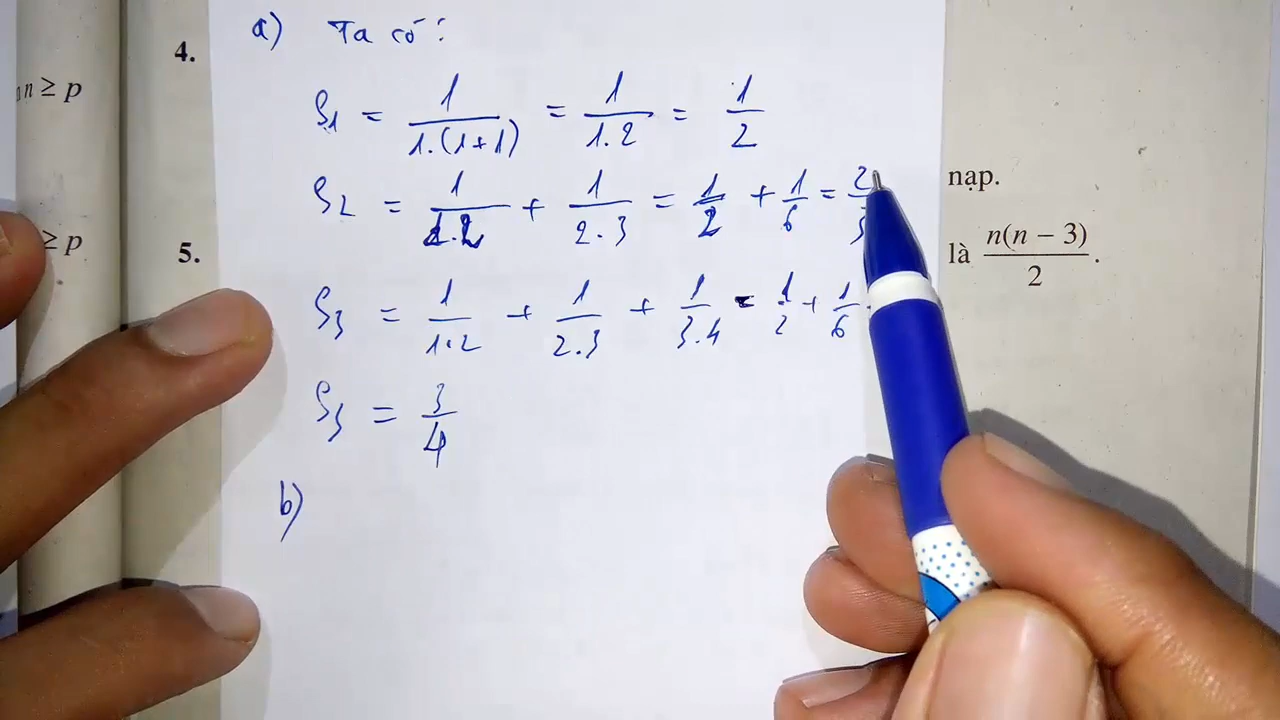 a) Ta có:
4.
n ≥ p
S1 = 1/1.(1+1) = 1/1.2 = 1/2
nạp.
S2 = 1/1.2 + 1/2.3 = 1/2 + 1/6 = 2/3
≥ p
5.
là n(n − 3)/2.
S3 = 1/1.2 + 1/2.3 + 1/3.4 = 1/2 + 1/6
S3 = 3/4
b)